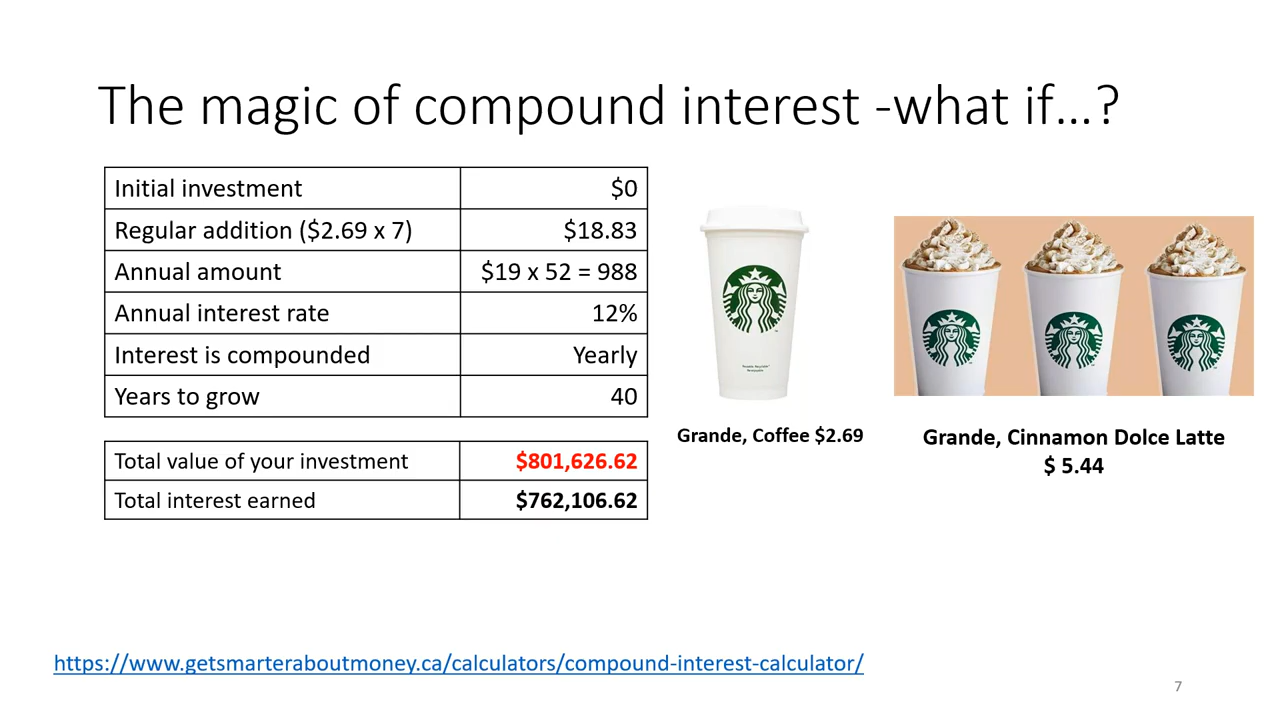 The magic of compound interest -what if…?
Initial investment $0
Regular addition ($2.69 x 7) $18.83
Annual amount $19 x 52 = 988
Annual interest rate 12%
Interest is compounded Yearly
Years to grow 40
Total value of your investment $801,626.62
Total interest earned $762,106.62
Grande, Coffee $2.69
Grande, Cinnamon Dolce Latte
$ 5.44
https://www.getsmarteraboutmoney.ca/calculators/compound-interest-calculator/
7